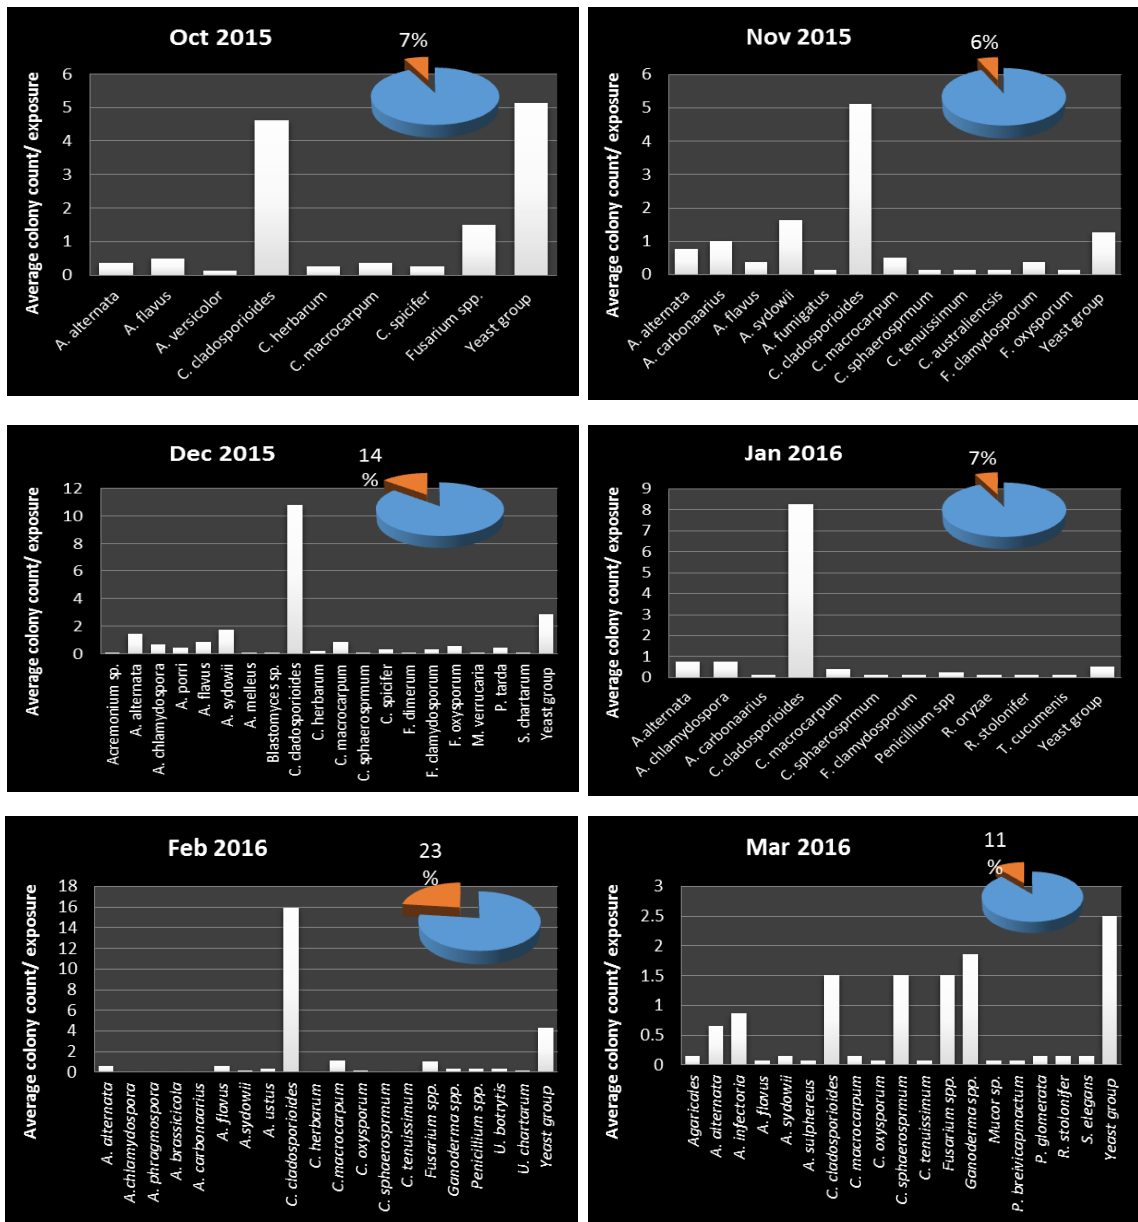 Oct 2015
7%
Average colony count/ exposure
6
5
4
3
2
1
0
A. alternata
A. flavus
A. versicolor
C. cladosporioides
C. herbarum
C. macrocarpum
C. spicifer
Fusarium spp.
Yeast group
Nov 2015
6%
Average colony count/ exposure
6
5
4
3
2
1
0
A. alternata
A. carbonaarius
A. flavus
A. sydowii
A. fumigatus
C. cladosporioides
C. macrocarpum
C. sphaerosprmum
C. tenuissimum
C. australiensis
F. clamydosporum
F. oxysporum
Yeast group
Dec 2015
14
%
Average colony count/ exposure
12
10
8
6
4
2
0
Acremonium sp.
A. alternata
A. chlamydospora
A. porri
A. flavus
A. sydowii
A. melleus
Blastomyces sp.
C. cladosporioides
C. herbarum
C. macrocarpum
C. sphaerosprmum
C. spicifer
F. dimerum
F. clamydosporum
F. oxysporum
M. verrucaria
P. tarda
S. chartarum
Yeast group
Jan 2016
7%
Average colony count/ exposure
9
8
7
6
5
4
3
2
1
0
A.alternata
A. chlamydospora
A. carbonaarius
C. cladosporioides
C. macrocarpum
C. sphaerosprmum
F. clamydosporum
Penicillium spp
R. oryzae
R. stolonifer
T. cucumenis
Yeast group
Feb 2016
23
%
Average colony count/ exposure
18
16
14
12
10
8
6
4
2
0
A. alternata
A.chlamydospora
A. phragmospora
A. brassicicola
A. carbonaarius
A. flavus
A.sydowii
A. ustus
C. cladosporioides
C. herbarum
C.macrocarpum
C. oxysporum
C. sphaerosprmum
C. tenuissimum
Fusarium spp.
Ganoderma spp.
Penicillium spp.
U. botrytis
U. chartarum
Yeast group
Mar 2016
11
%
Average colony count/ exposure
3
2.5
2
1.5
1
0.5
0
Agaricales
A. alternata
A. infectoria
A. flavus
A. sydowii
A. sulphereus
C. cladosporioides
C. macrocarpum
C. oxysporum
C. sphaerosprmum
C. tenuissimum
Fusarium spp.
Ganoderma spp.
Mucor sp.
P. breivicapmactum
P. glomerata
R. stolonifer
S. elegans
Yeast group